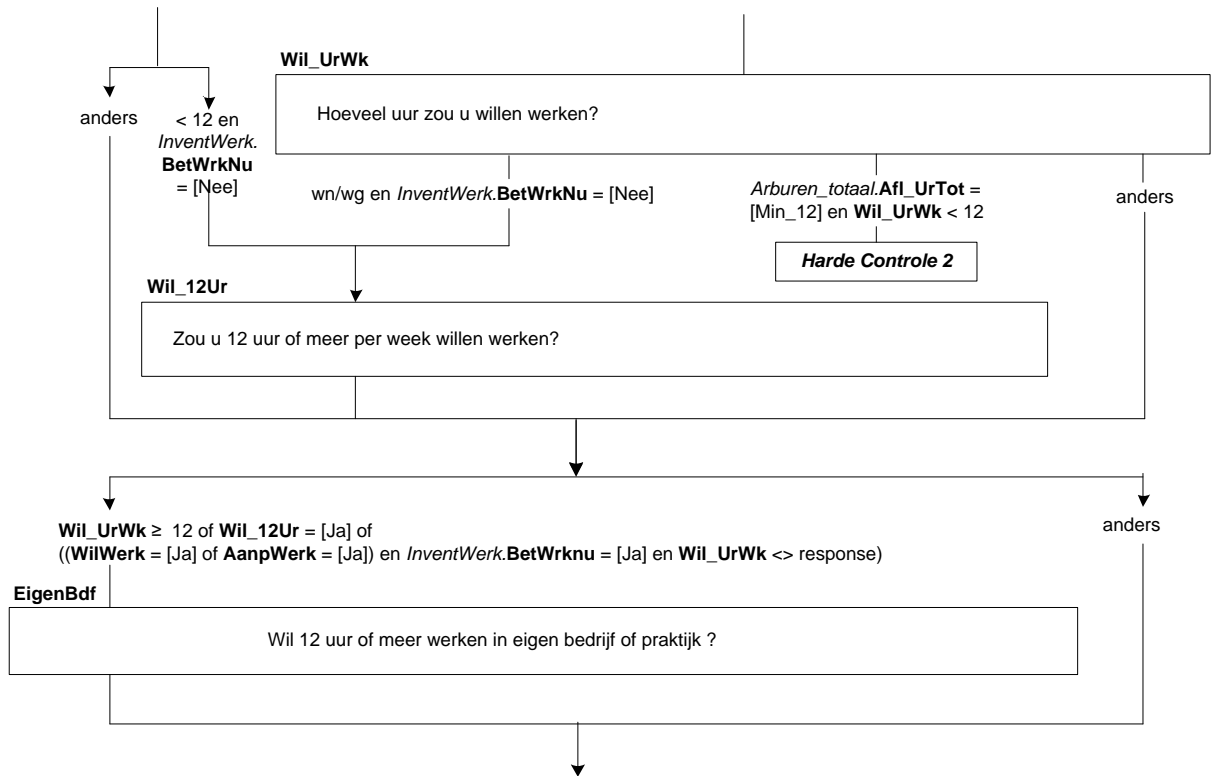 Wil_UrWk
Hoeveel uur zou u willen werken?
anders
< 12 en
InventWerk.
BetWrkNu
= [Nee]
wn/wg en InventWerk.BetWrkNu = [Nee]
Arburen_totaal.Afl_UrTot =
[Min_12] en Wil_UrWk < 12
anders
Harde Controle 2
Wil_12Ur
Zou u 12 uur of meer per week willen werken?
Wil_UrWk ≥ 12 of Wil_12Ur = [Ja] of
((WilWerk = [Ja] of AanpWerk = [Ja]) en InventWerk.BetWrknu = [Ja] en Wil_UrWk <> response)
anders
EigenBdf
Wil 12 uur of meer werken in eigen bedrijf of praktijk ?